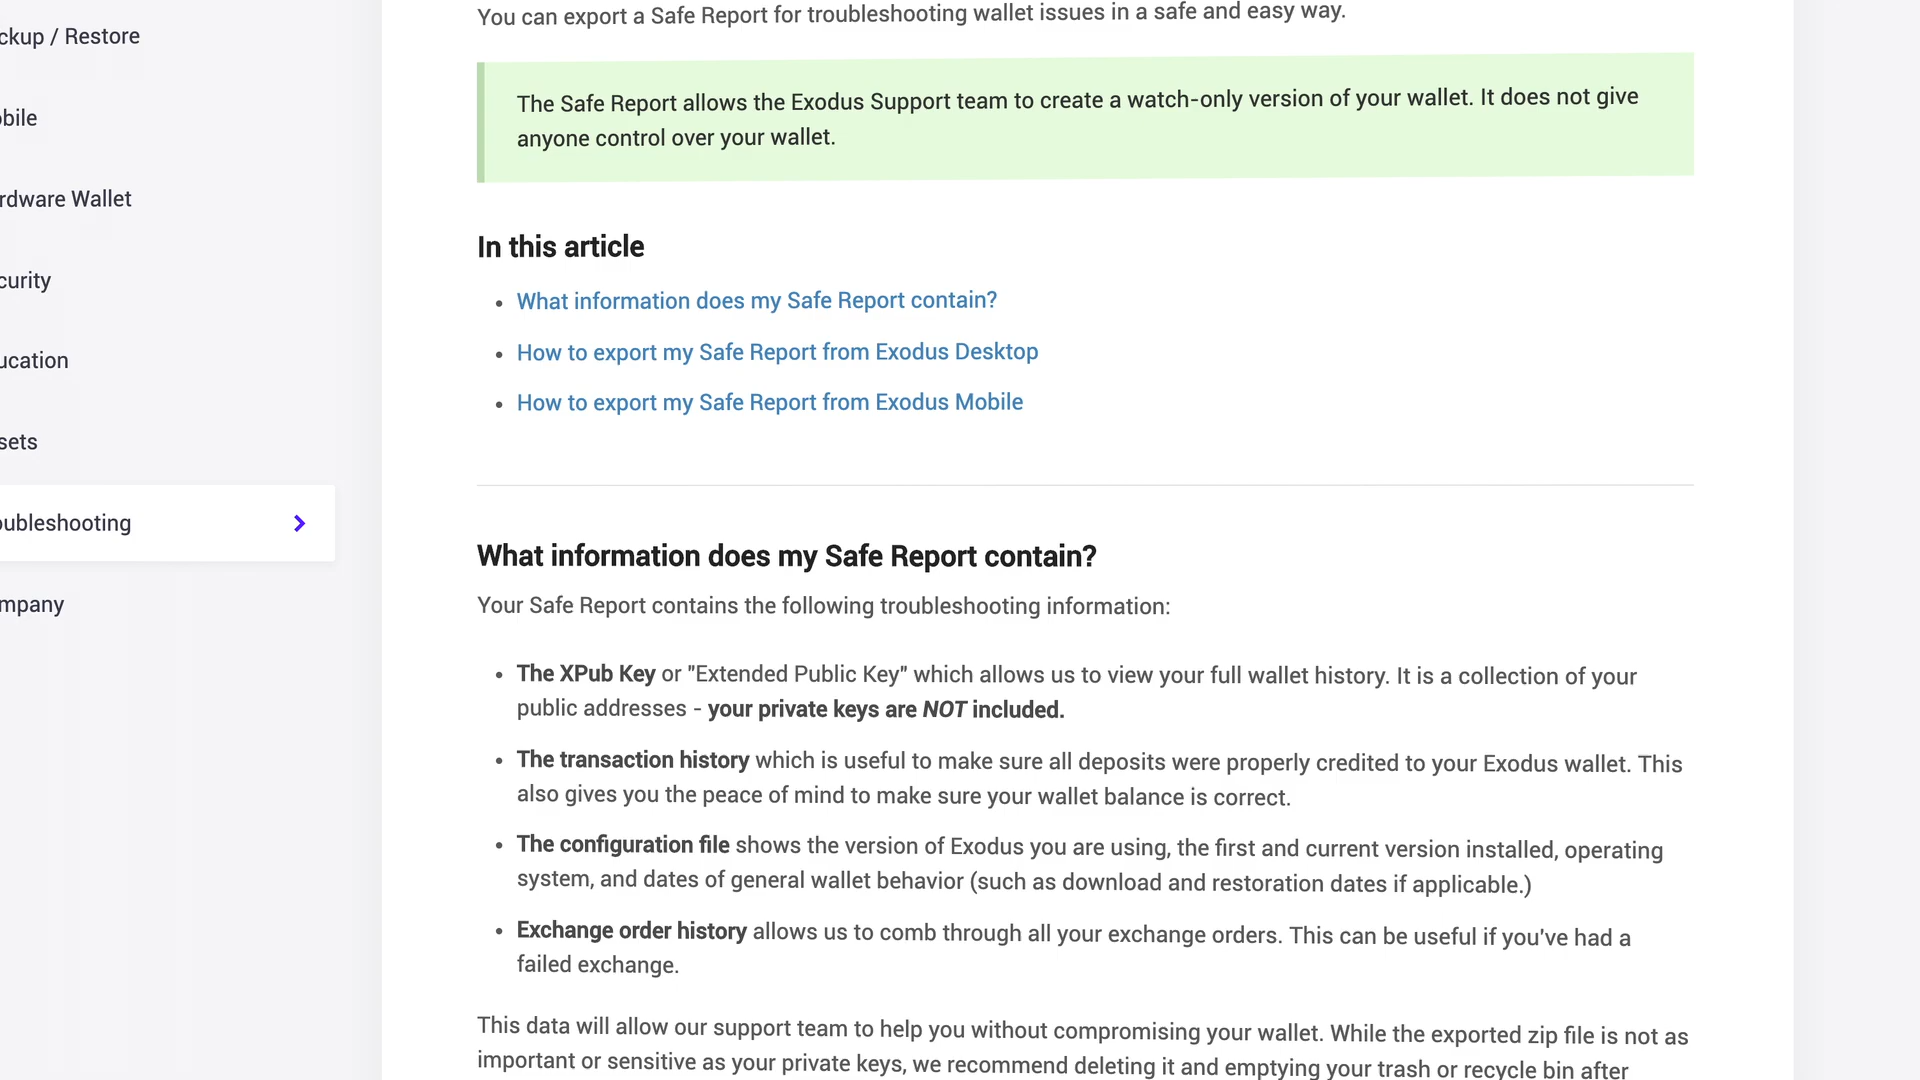 You can export a Safe Report for troubleshooting wallet issues in a safe and easy way.
ckup / Restore
The Safe Report allows the Exodus Support team to create a watch-only version of your wallet. It does not give
anyone control over your wallet.
bile
rdware Wallet
In this article
curity
What information does my Safe Report contain?
How to export my Safe Report from Exodus Desktop
ucation
How to export my Safe Report from Exodus Mobile
sets
oubleshooting
What information does my Safe Report contain?
mpany
Your Safe Report contains the following troubleshooting information:
The XPub Key or "Extended Public Key" which allows us to view your full wallet history. It is a collection of your
public addresses - your private keys are NOT included.
The transaction history which is useful to make sure all deposits were properly credited to your Exodus wallet. This
also gives you the peace of mind to make sure your wallet balance is correct.
The configuration file shows the version of Exodus you are using, the first and current version installed, operating
system, and dates of general wallet behavior (such as download and restoration dates if applicable.)
Exchange order history allows us to comb through all your exchange orders. This can be useful if you've had a
failed exchange.
This data will allow our support team to help you without compromising your wallet. While the exported zip file is not as
important or sensitive as your private keys, we recommend deleting it and emptying your trash or recycle bin after